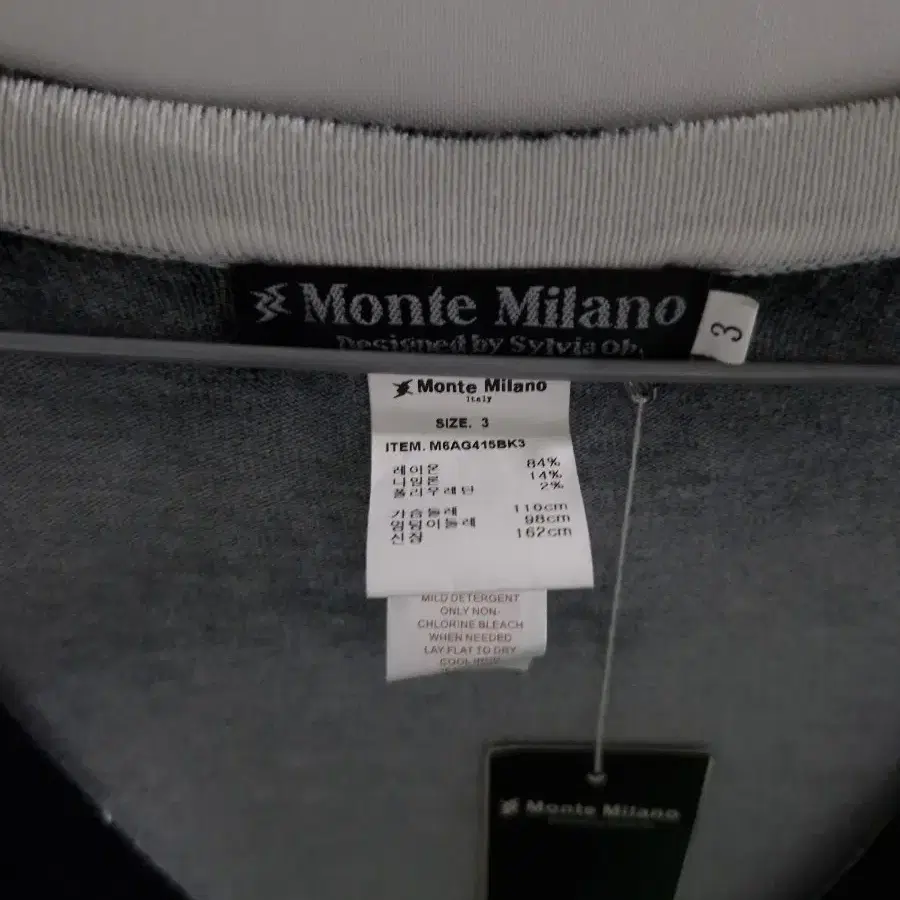 Monte Milano
Designed by Sylvia Oh
3
Monte Milano
Italy
SIZE. 3
ITEM. M6AG415BK3
레이온 84%
나일론 14%
폴리우레탄 2%
가슴둘레 110cm
엉덩이둘레 98cm
신장 162cm
MILD DETERGENT
ONLY NON-
CHLORINE BLEACH
WHEN NEEDED
LAY FLAT TO DRY
COOL IRON
Monte Milano